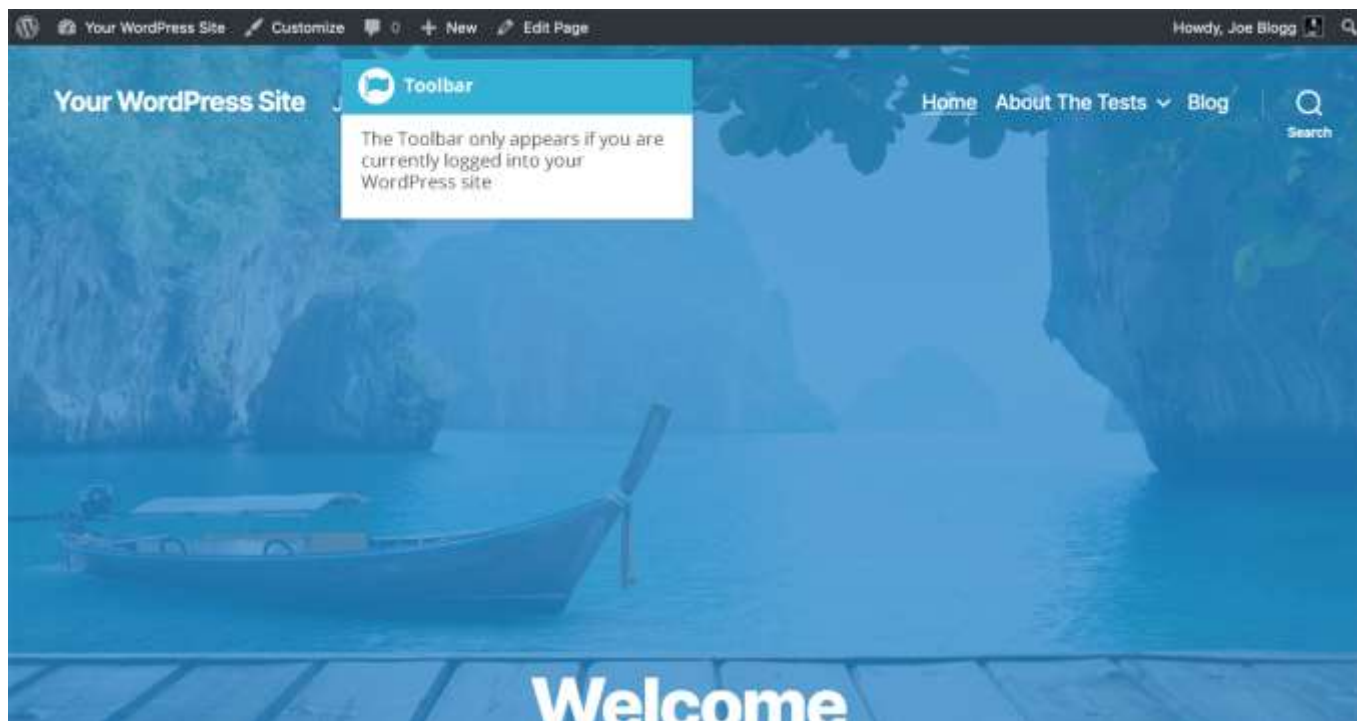 Your WordPress Site Customize 0 + New Edit Page Howdy, Joe Blogg
Toolbar
Your WordPress Site J
Home About The Tests Blog
Search
The Toolbar only appears if you are
currently logged into your
WordPress site
Welcome